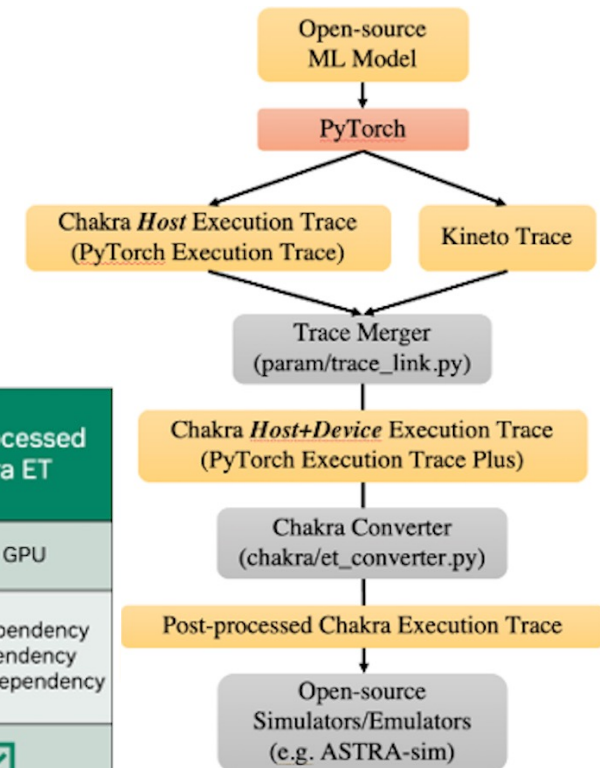 Open-source
ML Model
PyTorch
Chakra Host Execution Trace
(PyTorch Execution Trace)
Kineto Trace
Trace Merger
(param/trace_link.py)
Chakra Host+Device Execution Trace
(PyTorch Execution Trace Plus)
Chakra Converter
(chakra/et_converter.py)
Post-processed Chakra Execution Trace
Open-source
Simulators/Emulators
(e.g. ASTRA-sim)
cessed
a ET
GPU
pendency
endency
ependency